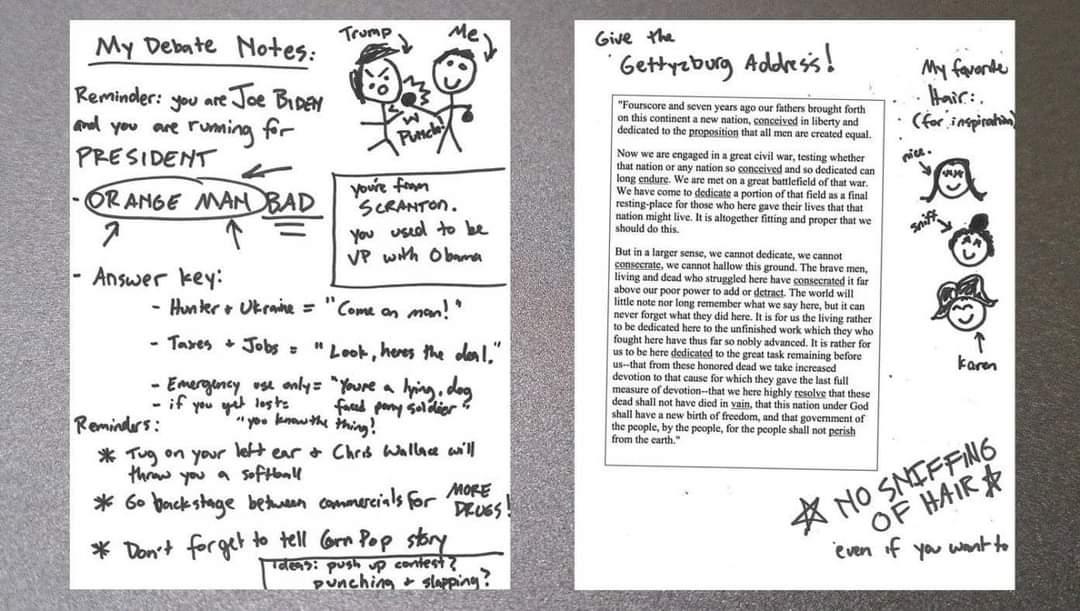 My Debate Notes:
Trump
Me
Punch
Reminder: you are Joe BIDEN
and you are running for
PRESIDENT
- ORANGE MAN BAD
you're from
SCRANTON.
you used to be
VP with Obama
- Answer key:
- Hunter + Ukraine = "Come on man!"
- Taxes + Jobs = "Look, heres the deal."
- Emergency use only = "You're a lying, dog
faced pony soldier"
- if you get lost=
"you know the thing!
Reminders:
* Tug on your left ear + Chris Wallace will
throw you a softball
* Go backstage between commercials for MORE
DRUGS!
* Don't forget to tell Corn Pop story
Ideas: push up contest?
punching + slapping?
Give the
Gettyzburg Address!
"Fourscore and seven years ago our fathers brought forth
on this continent a new nation, conceived in liberty and
dedicated to the proposition that all men are created equal.
Now we are engaged in a great civil war, testing whether
that nation or any nation so conceived and so dedicated can
long endure. We are met on a great battlefield of that war.
We have come to dedicate a portion of that field as a final
resting-place for those who here gave their lives that that
nation might live. It is altogether fitting and proper that we
should do this.
But in a larger sense, we cannot dedicate, we cannot
consecrate, we cannot hallow this ground. The brave men,
living and dead who struggled here have consecrated it far
above our poor power to add or detract. The world will
little note nor long remember what we say here, but it can
never forget what they did here. It is for us the living rather
to be dedicated here to the unfinished work which they who
fought here have thus far so nobly advanced. It is rather for
us to be here dedicated to the great task remaining before
us--that from these honored dead we take increased
devotion to that cause for which they gave the last full
measure of devotion--that we here highly resolve that these
dead shall not have died in vain, that this nation under God
shall have a new birth of freedom, and that government of
the people, by the people, for the people shall not perish
from the earth."
My favorite
Hair:
(for inspiration)
nice.
sniff
Karen
NO SNIFFING
OF HAIR
even if you want to